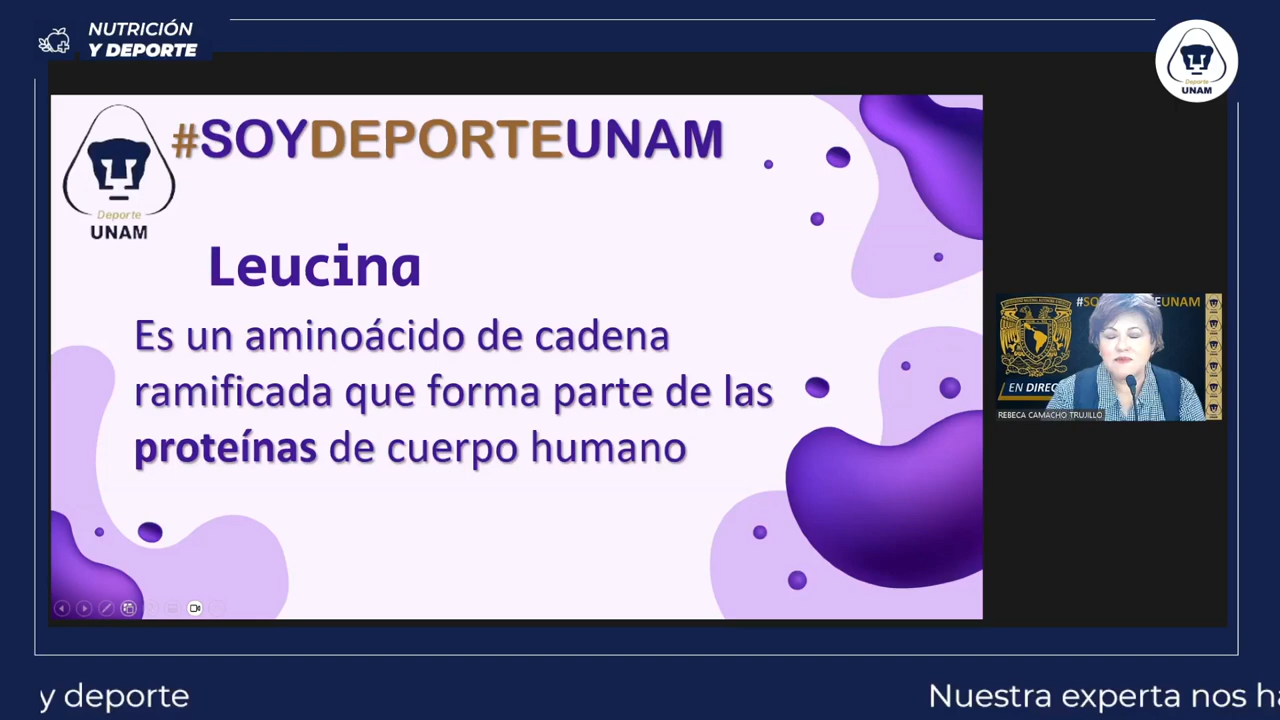 NUTRICIÓN
Y DEPORTE
Deporte
UNAM
#SOYDEPORTEUNAM
Deporte
UNAM
Leucina
Es un aminoácido de cadena
ramificada que forma parte de las
proteínas de cuerpo humano
EN DIREC
REBECA CAMACHO TRUJILLO
y deporte
Nuestra experta nos ha